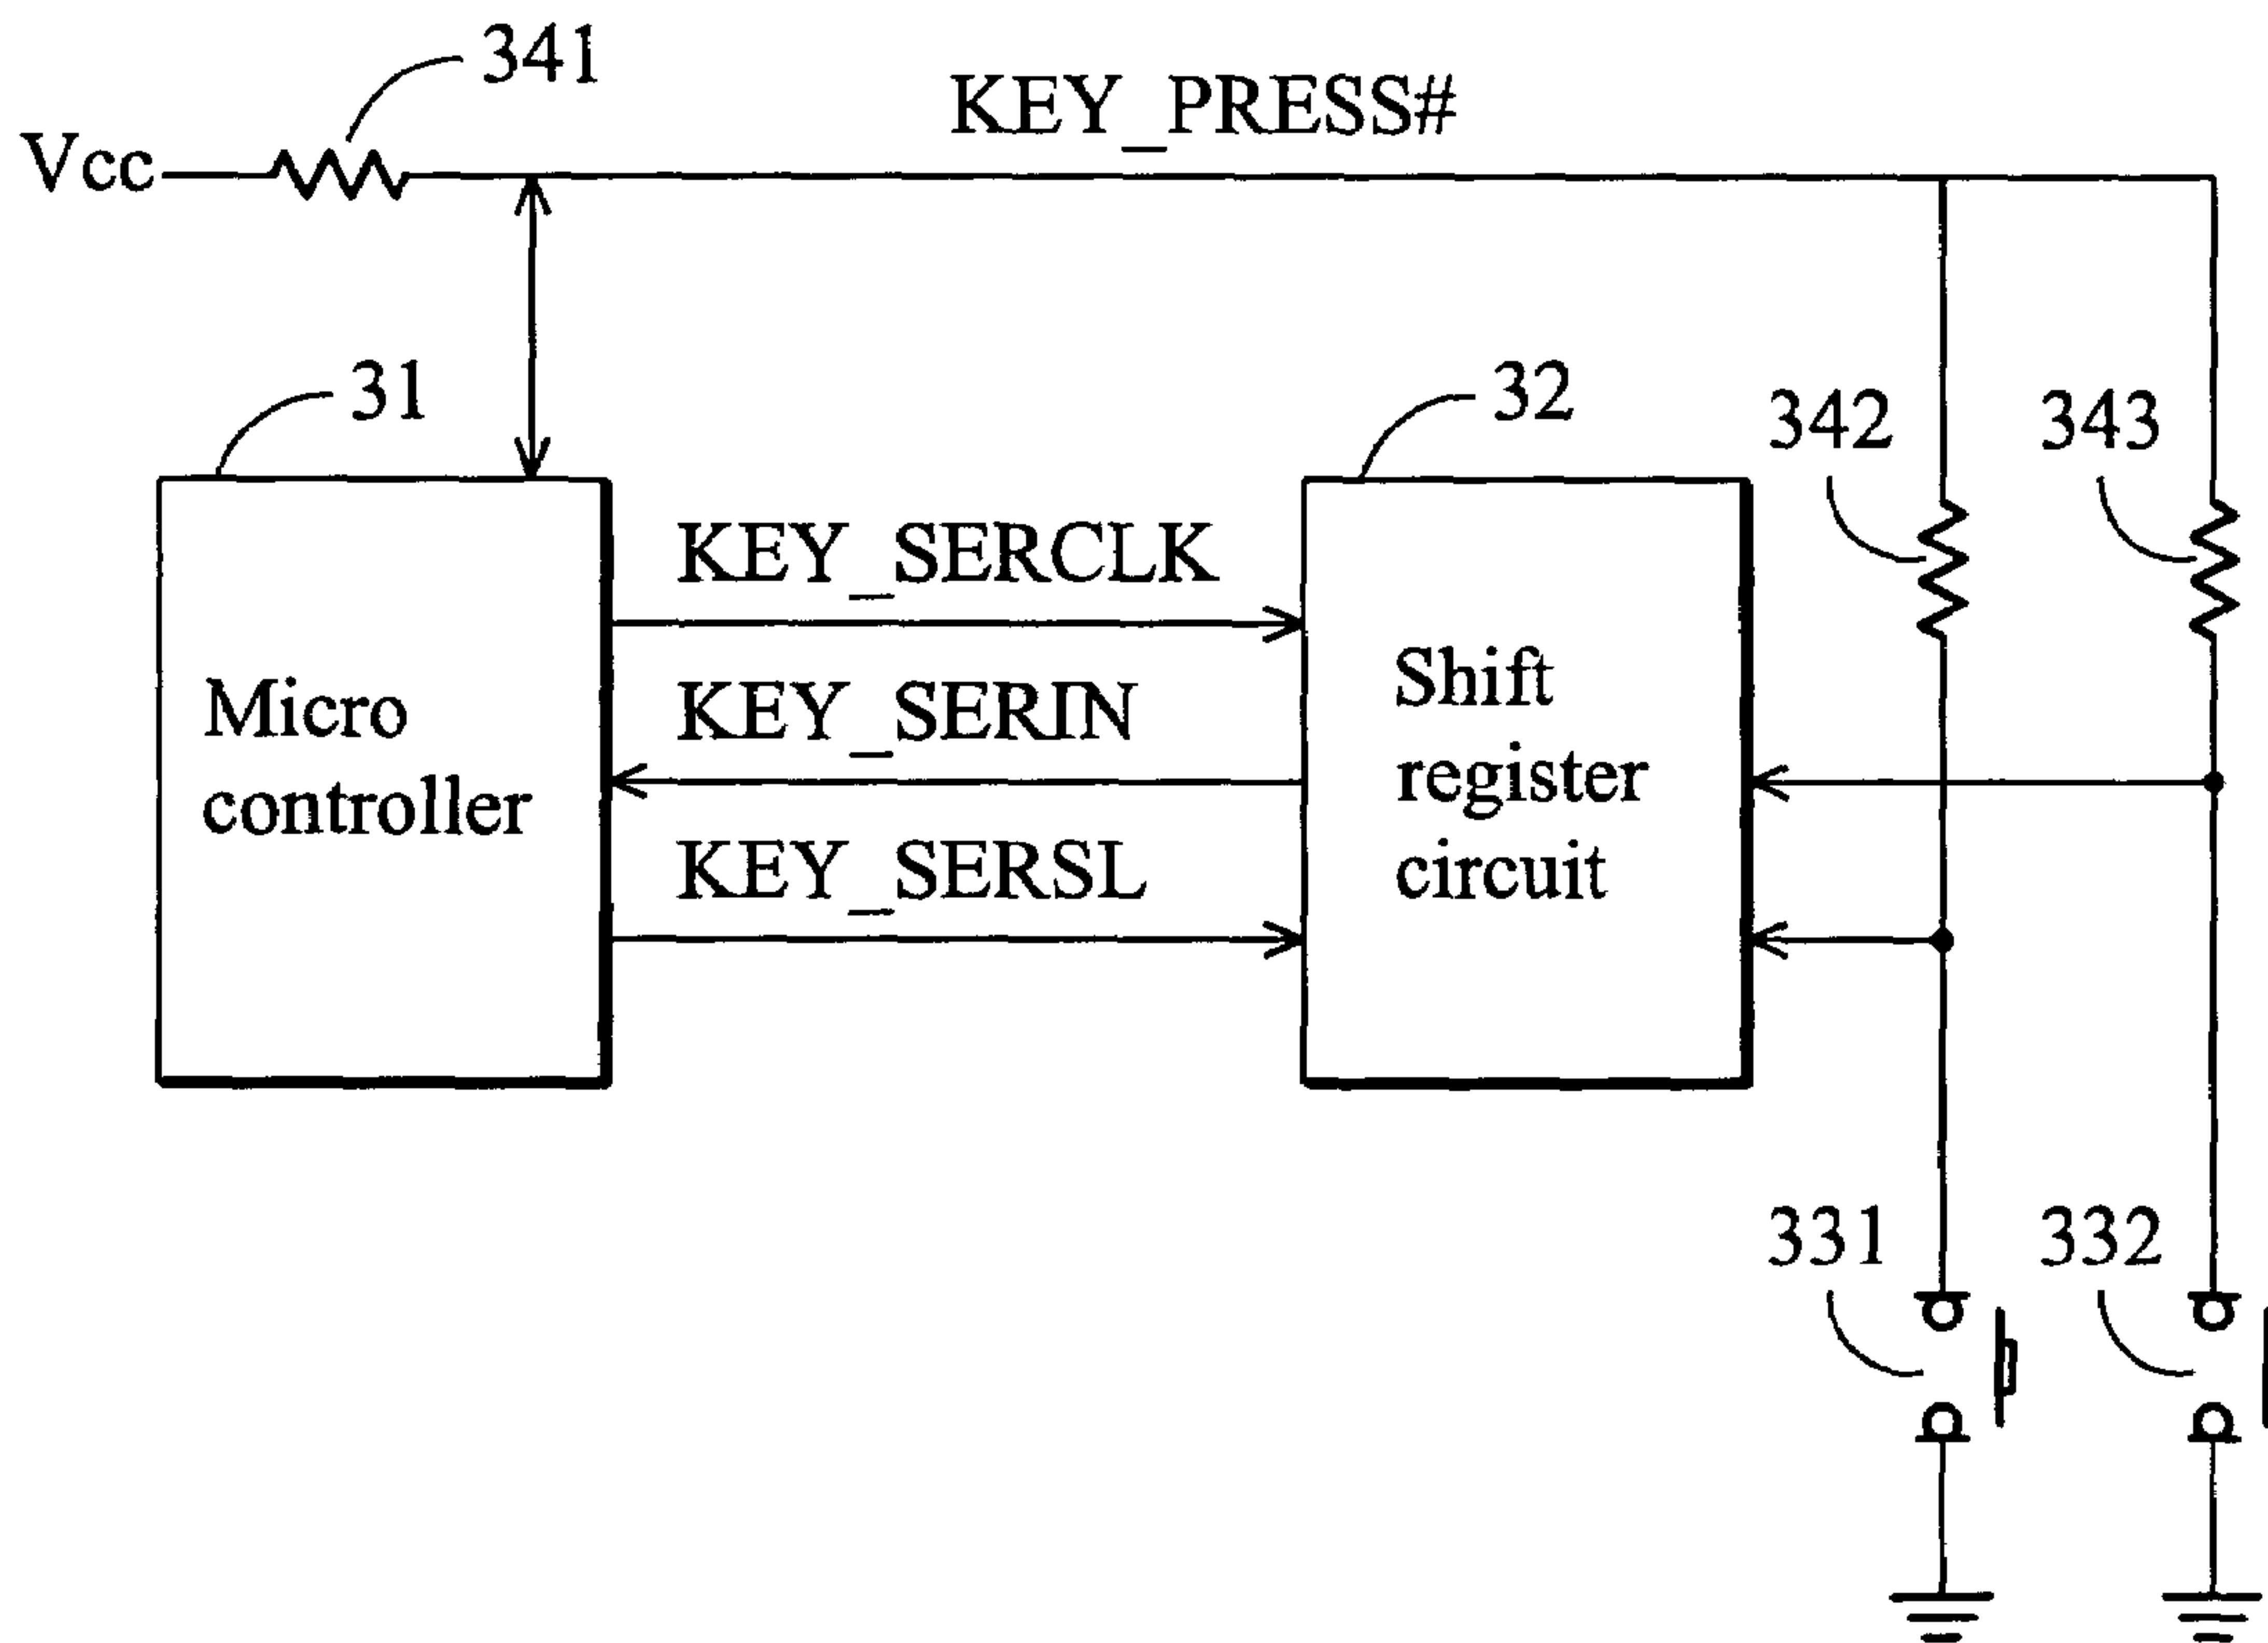 341
KEY_PRESS#
Vcc
31
32
342
343
KEY_SERCLK
KEY_SERIN
KEY_SERSL
Micro
controller
Shift
register
circuit
331
332